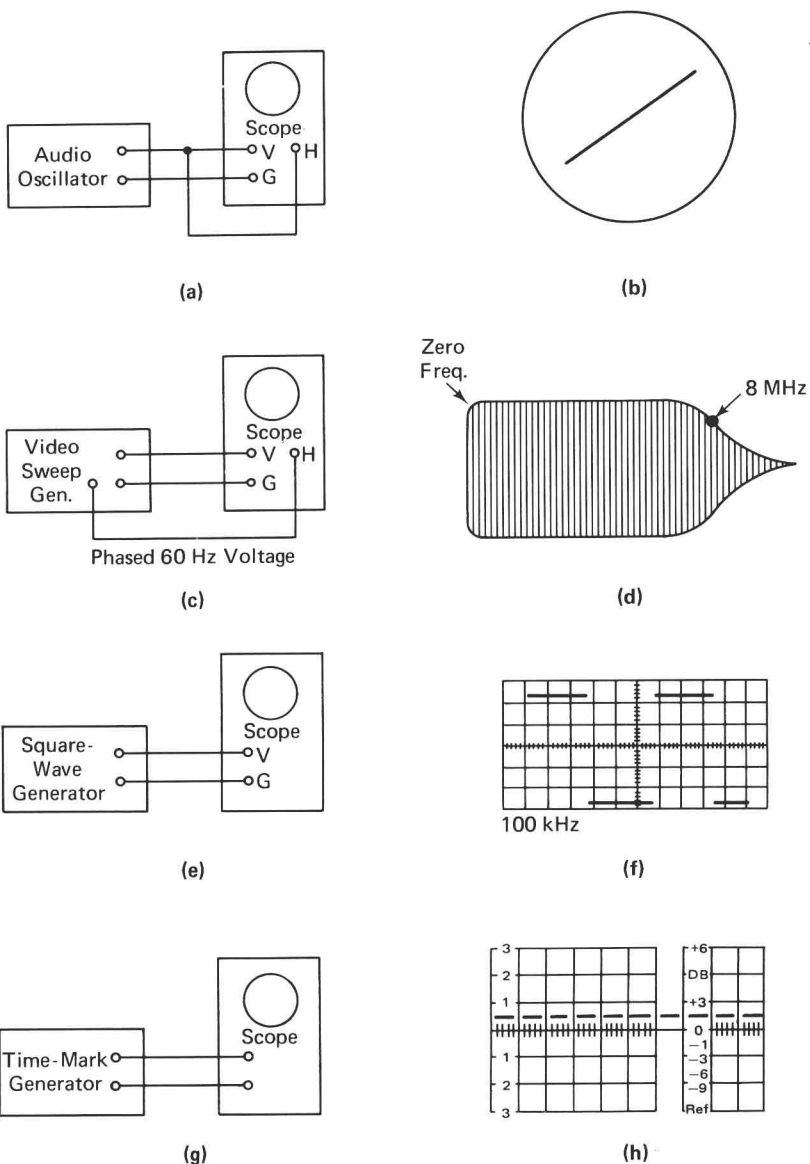 Audio
Oscillator
Scope
V H
G
(a)
(b)
Video
Sweep
Gen.
Scope
V H
G
Phased 60 Hz Voltage
(c)
Zero
Freq.
8 MHz
(d)
Square-
Wave
Generator
Scope
V
G
(e)
100 kHz
(f)
Time-Mark
Generator
Scope
(g)
3 +6
2 DB
1 +3
0
1 −1
−3
2 −6
−9
3 Ref
(h)